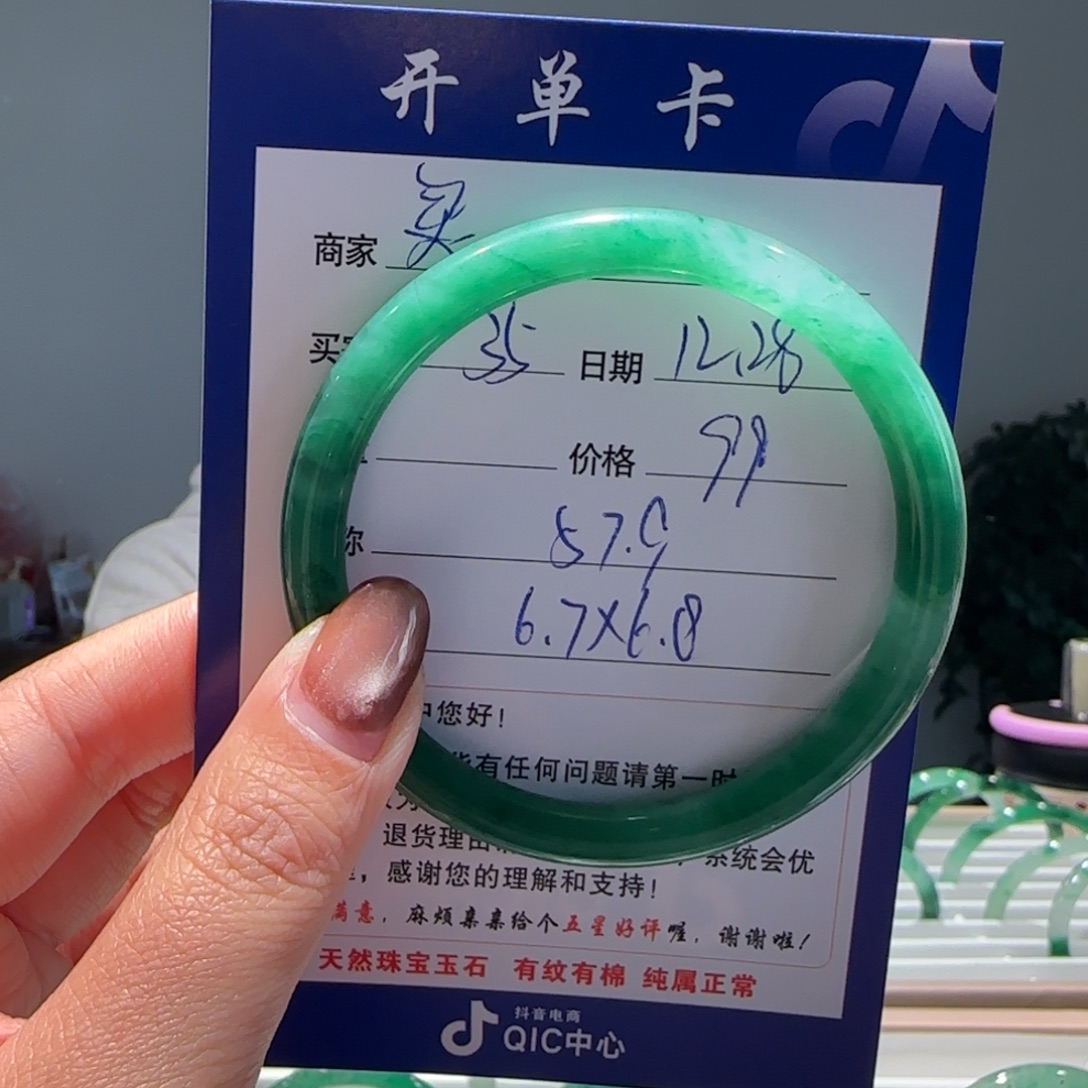 开单卡
商家
买 35 日期 12.28
价格 99
称 57.9
6.7X6.8
中您好!
有任何问题请第一时
退货理由 系统会优
,感谢您的理解和支持!
满意,麻烦亲亲给个五星好评喔,谢谢啦!
天然珠宝玉石 有纹有棉 纯属正常
抖音电商
QIC中心